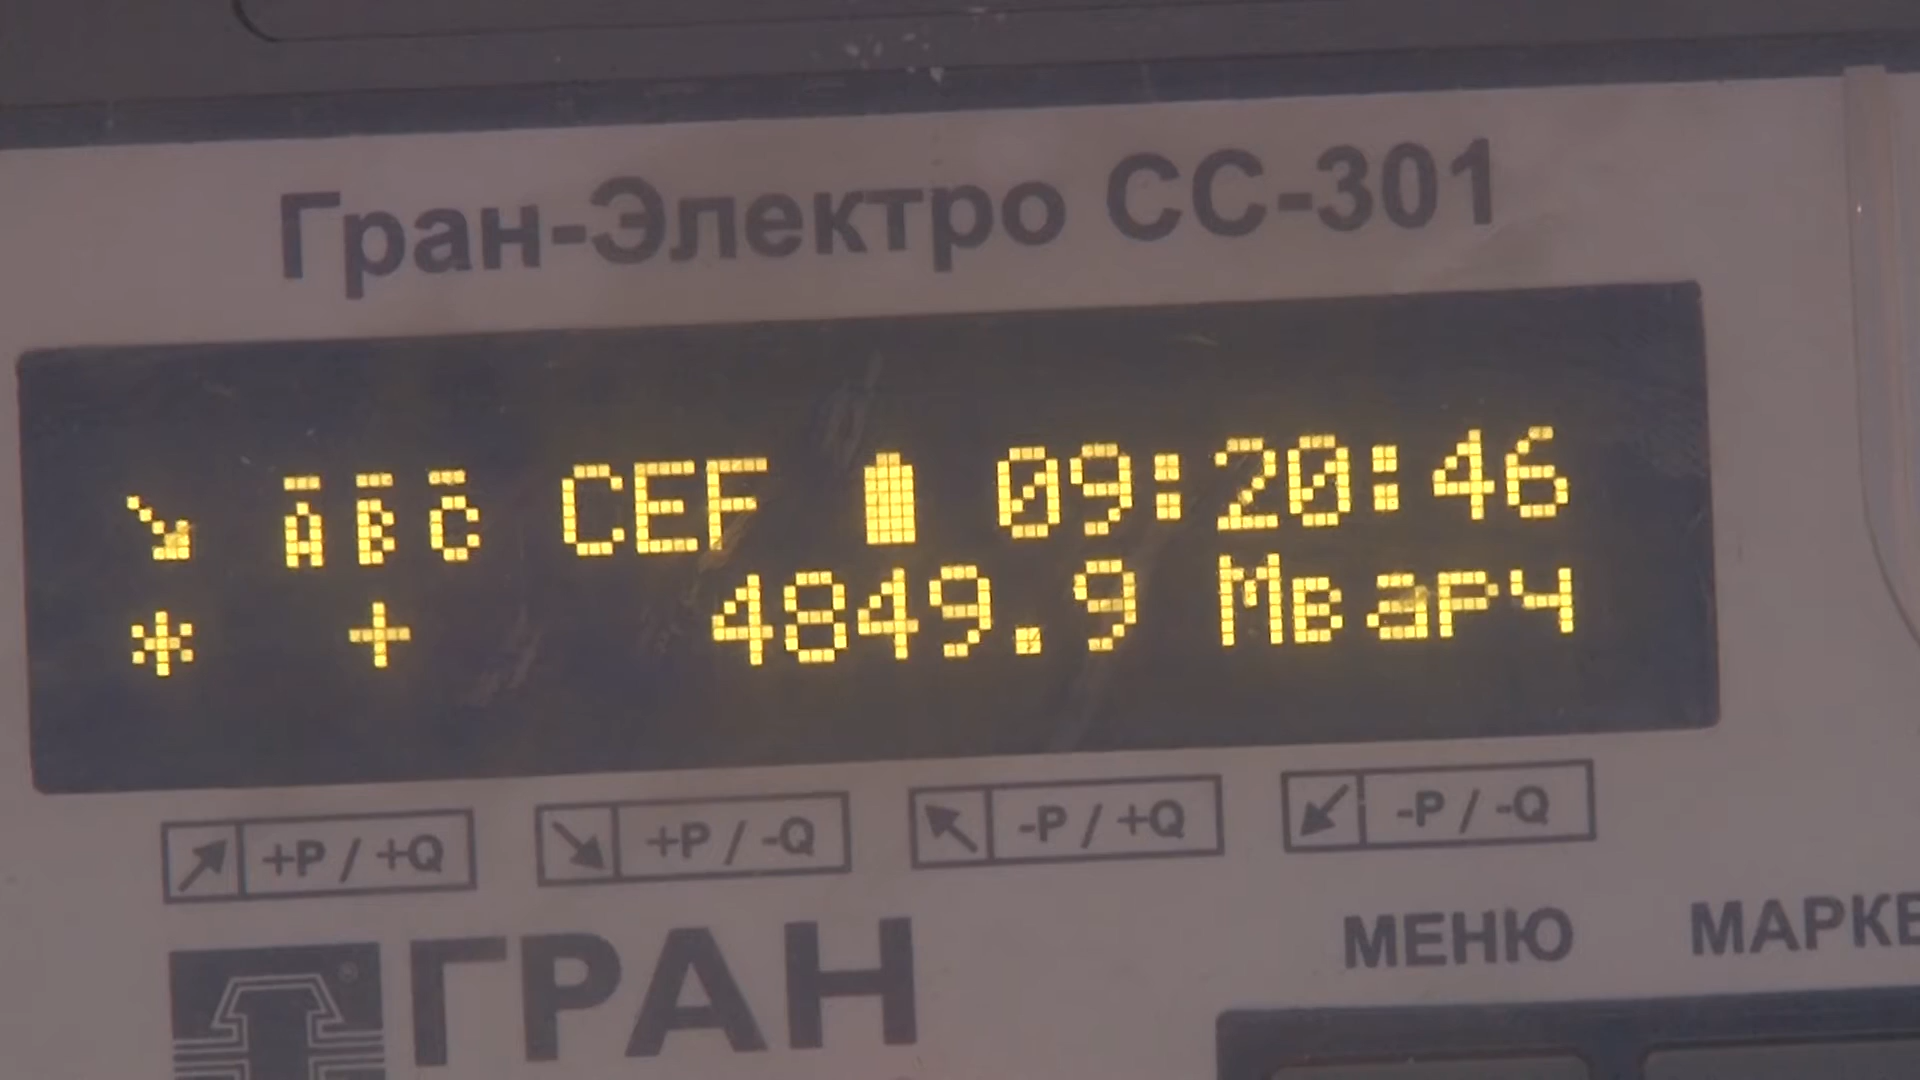 Гран-Электро СС-301
↘ A B C CEF 09:20:46
* + 4849.9 Мварч
+P / +Q
+P / -Q
-P / +Q
-P / -Q
ГРАН
®
МЕНЮ